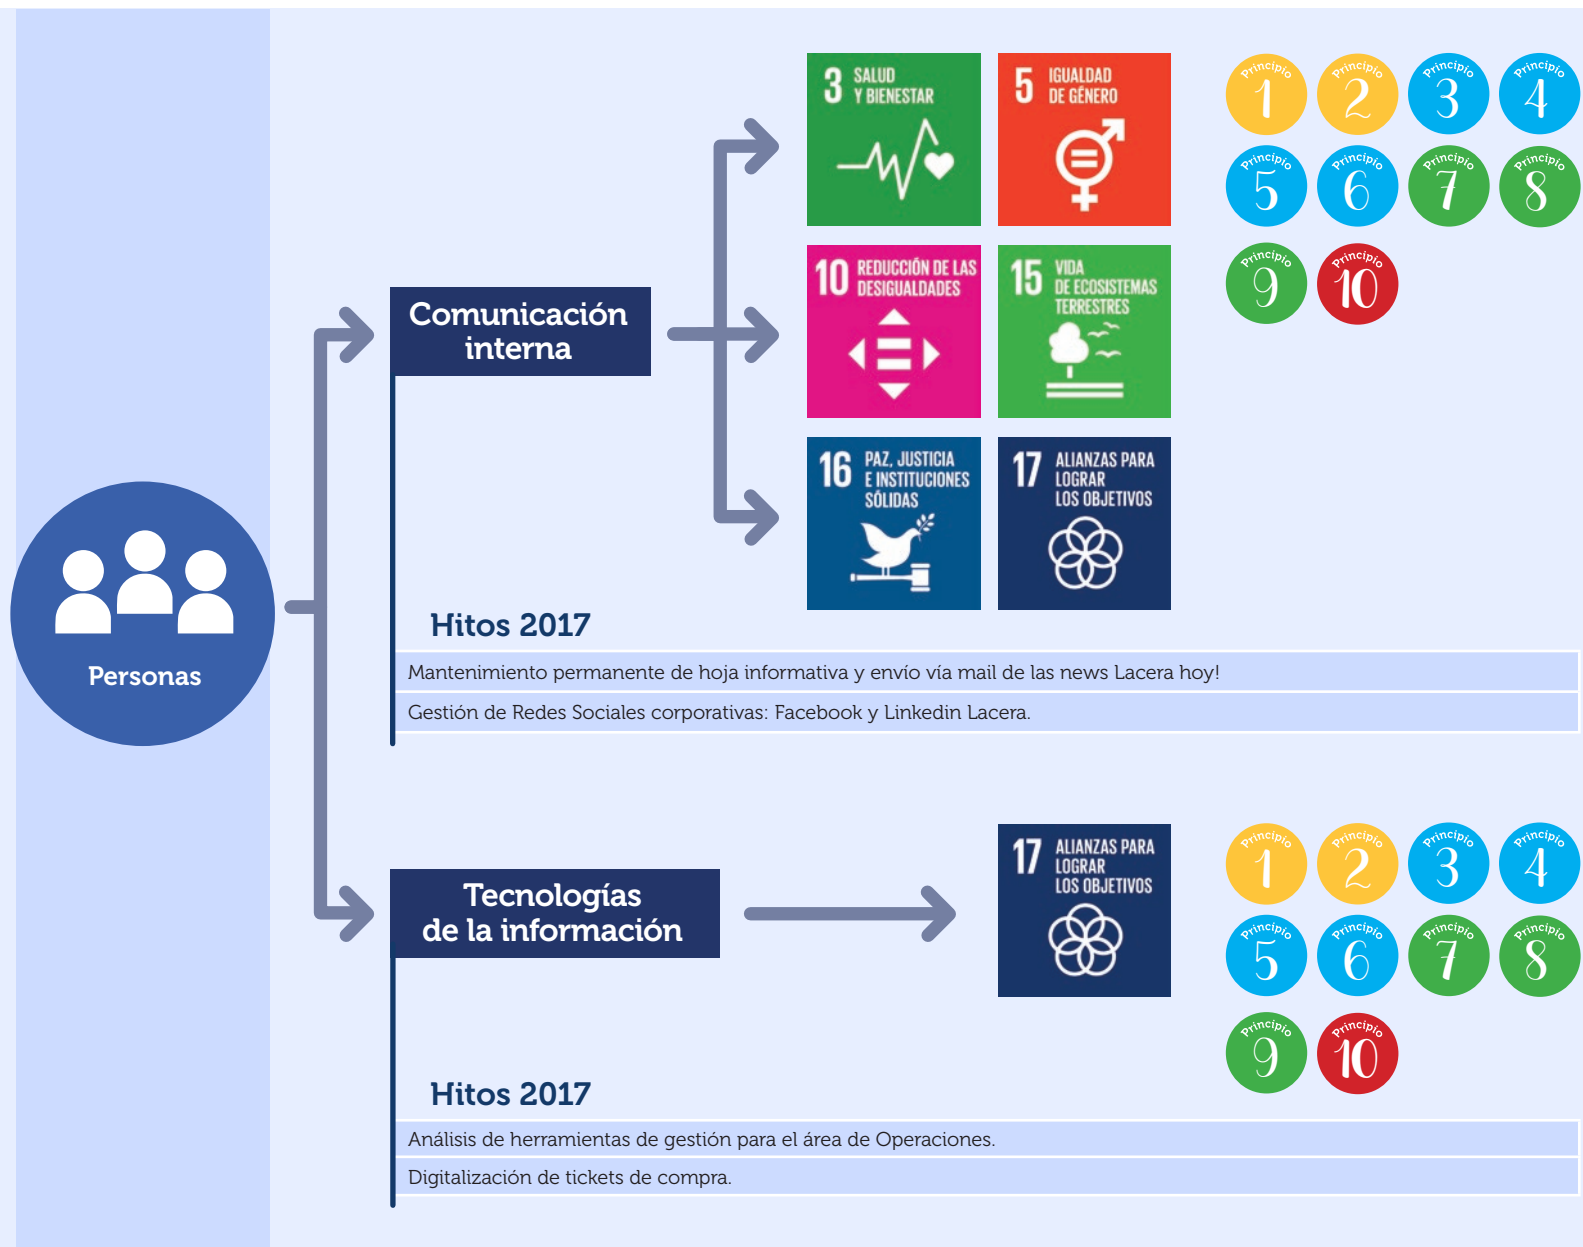 Personas
Comunicación
interna
3 SALUD
Y BIENESTAR
5 IGUALDAD
DE GÉNERO
10 REDUCCIÓN DE LAS
DESIGUALDADES
15 VIDA
DE ECOSISTEMAS
TERRESTRES
16 PAZ, JUSTICIA
E INSTITUCIONES
SÓLIDAS
17 ALIANZAS PARA
LOGRAR
LOS OBJETIVOS
Principio 1
Principio 2
Principio 3
Principio 4
Principio 5
Principio 6
Principio 7
Principio 8
Principio 9
Principio 10
Hitos 2017
Mantenimiento permanente de hoja informativa y envío vía mail de las news Lacera hoy!
Gestión de Redes Sociales corporativas: Facebook y Linkedin Lacera.
Tecnologías
de la información
17 ALIANZAS PARA
LOGRAR
LOS OBJETIVOS
Principio 1
Principio 2
Principio 3
Principio 4
Principio 5
Principio 6
Principio 7
Principio 8
Principio 9
Principio 10
Hitos 2017
Análisis de herramientas de gestión para el área de Operaciones.
Digitalización de tickets de compra.